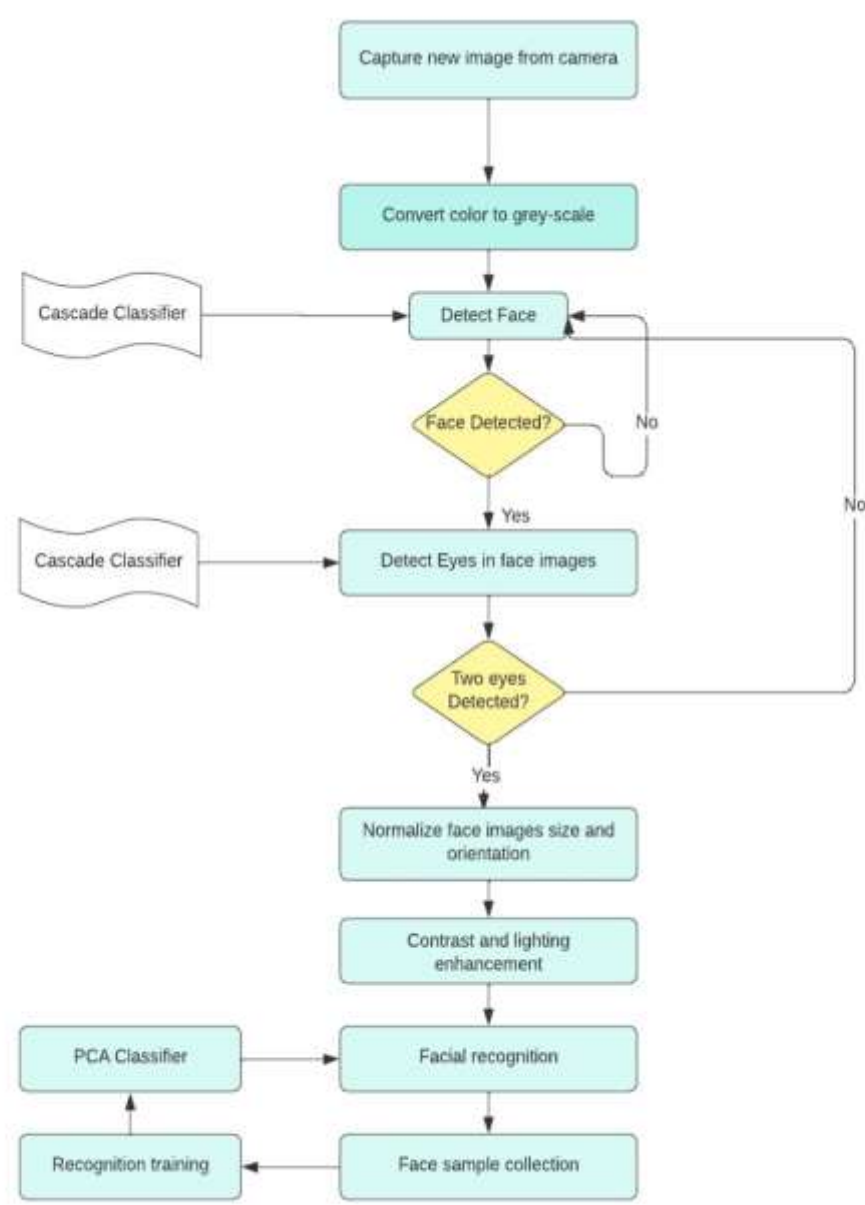 Capture new image from camera
Convert color to grey-scale
Cascade Classifier
Detect Face
Face Detected?
No
No
Yes
Cascade Classifier
Detect Eyes in face images
Two eyes
Detected?
Yes
Normalize face images size and
orientation
Contrast and lighting
enhancement
PCA Classifier
Facial recognition
Recognition training
Face sample collection